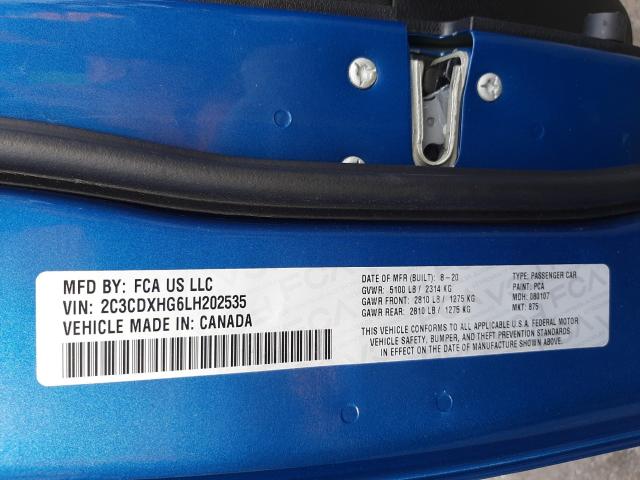 MFD BY: FCA US LLC
VIN: 2C3CDXHG6LH202535
VEHICLE MADE IN: CANADA
DATE OF MFR (BUILT): 8-20
GVWR: 5100 LB / 2314 KG
GAWR FRONT: 2810 LB / 1275 KG
GAWR REAR: 2810 LB / 1275 KG
TYPE: PASSENGER CAR
PAINT: PCA
MDH: 080107
MKT: 875
THIS VEHICLE CONFORMS TO ALL APPLICABLE U.S.A. FEDERAL MOTOR
VEHICLE SAFETY, BUMPER, AND THEFT PREVENTION STANDARDS
IN EFFECT ON THE DATE OF MANUFACTURE SHOWN ABOVE.